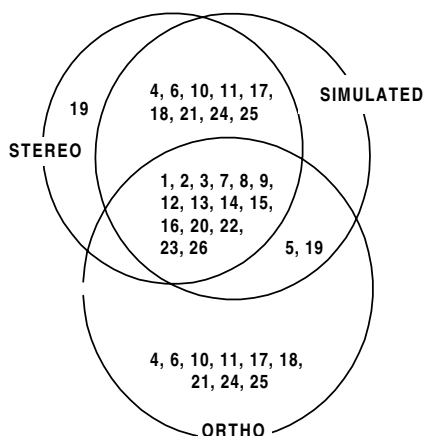 19
4, 6, 10, 11, 17,
18, 21, 24, 25
SIMULATED
STEREO
1, 2, 3, 7, 8, 9,
12, 13, 14, 15,
16, 20, 22,
23, 26
5, 19
4, 6, 10, 11, 17, 18,
21, 24, 25
ORTHO